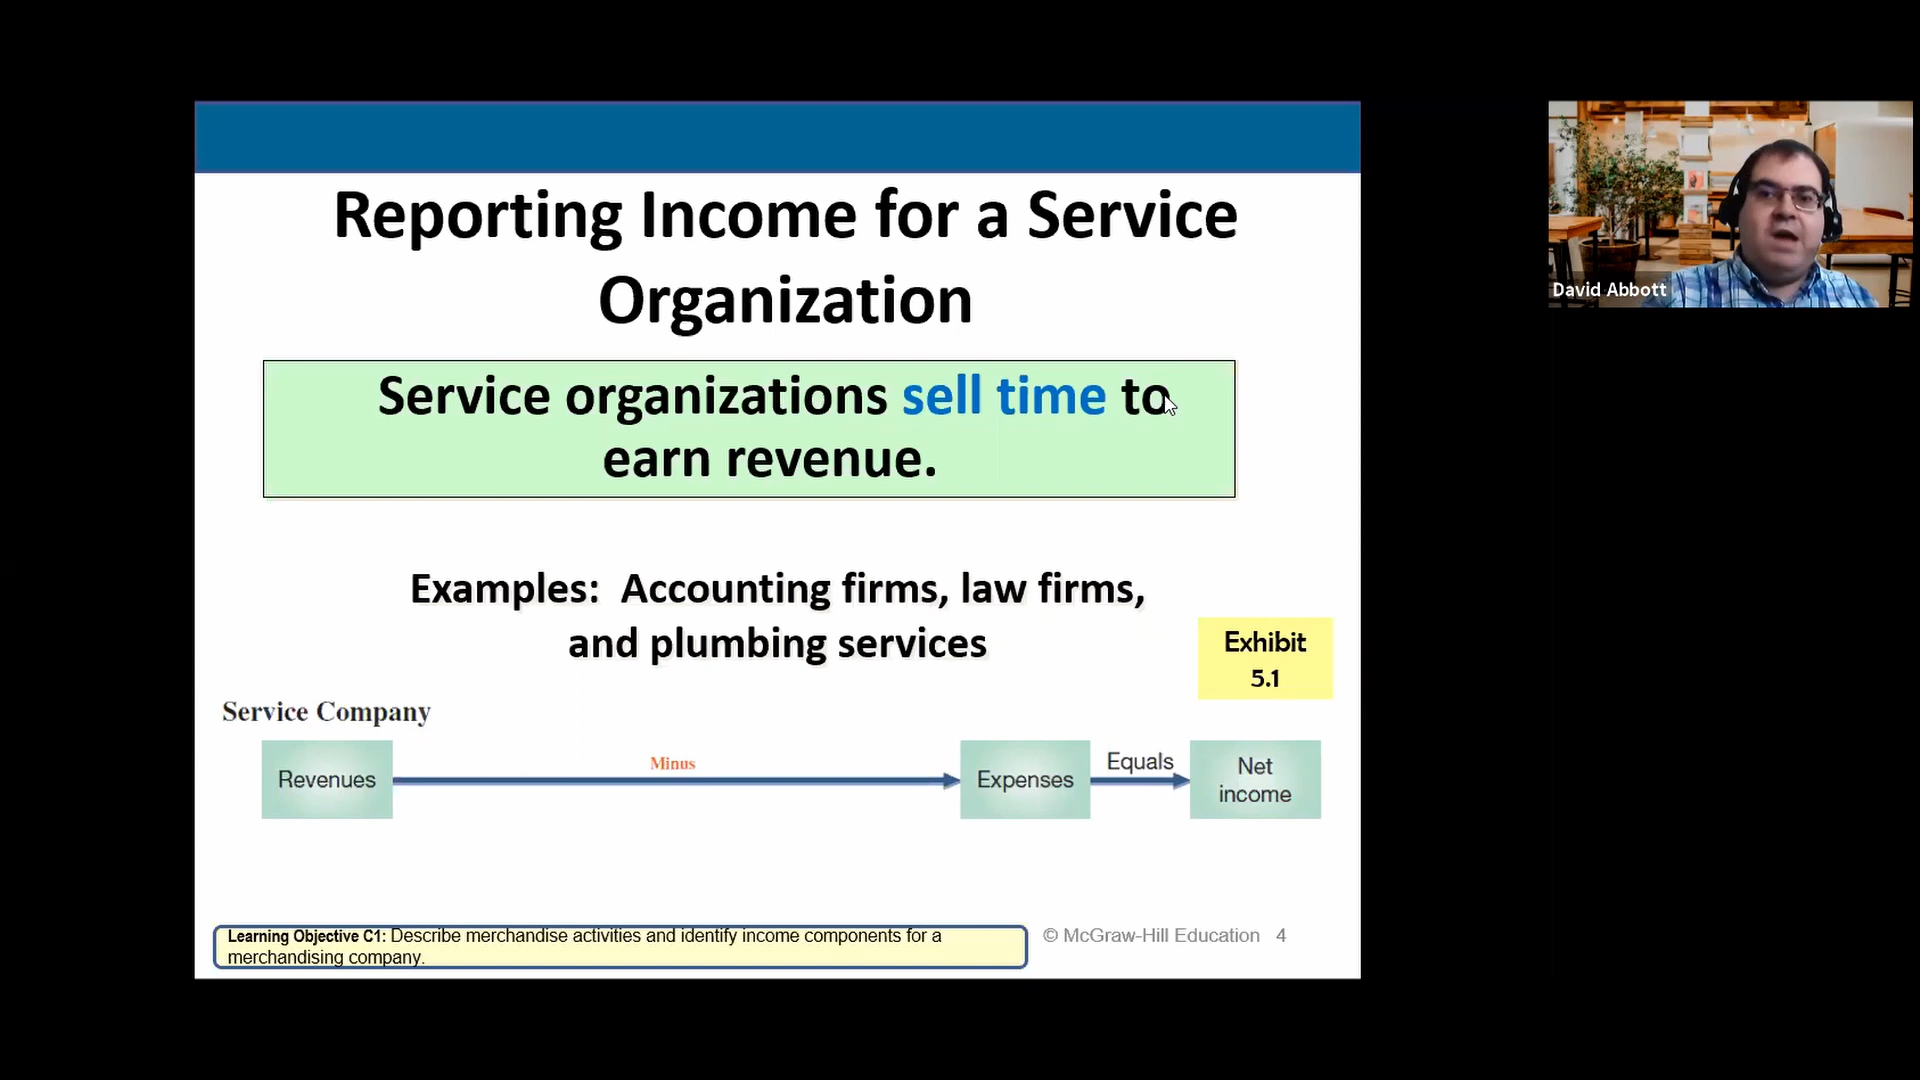 Reporting Income for a Service
Organization
Service organizations sell time to
earn revenue.
Examples: Accounting firms, law firms,
and plumbing services
Exhibit
5.1
Service Company
Revenues
Minus
Expenses
Equals
Net
income
Learning Objective C1: Describe merchandise activities and identify income components for a
merchandising company.
© McGraw-Hill Education 4
David Abbott